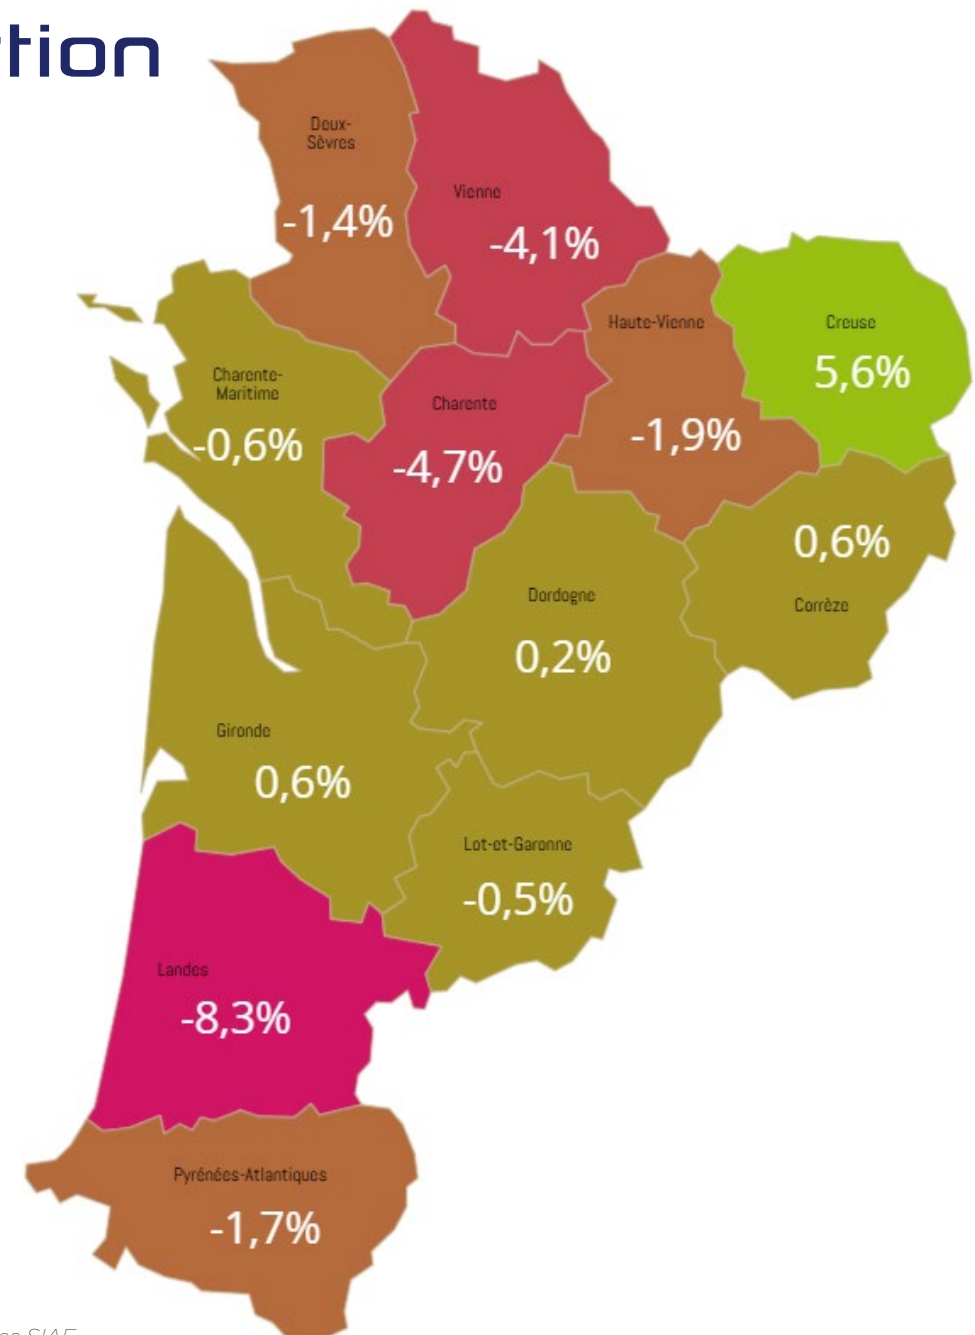 tion
Deux-
Sèvres
-1,4%
Vienne
-4,1%
Haute-Vienne
-1,9%
Creuse
5,6%
Charente-
Maritime
-0,6%
Charente
-4,7%
0,6%
Corrèze
Dordogne
0,2%
Gironde
0,6%
Lot-et-Garonne
-0,5%
Landes
-8,3%
Pyrénées-Atlantiques
-1,7%